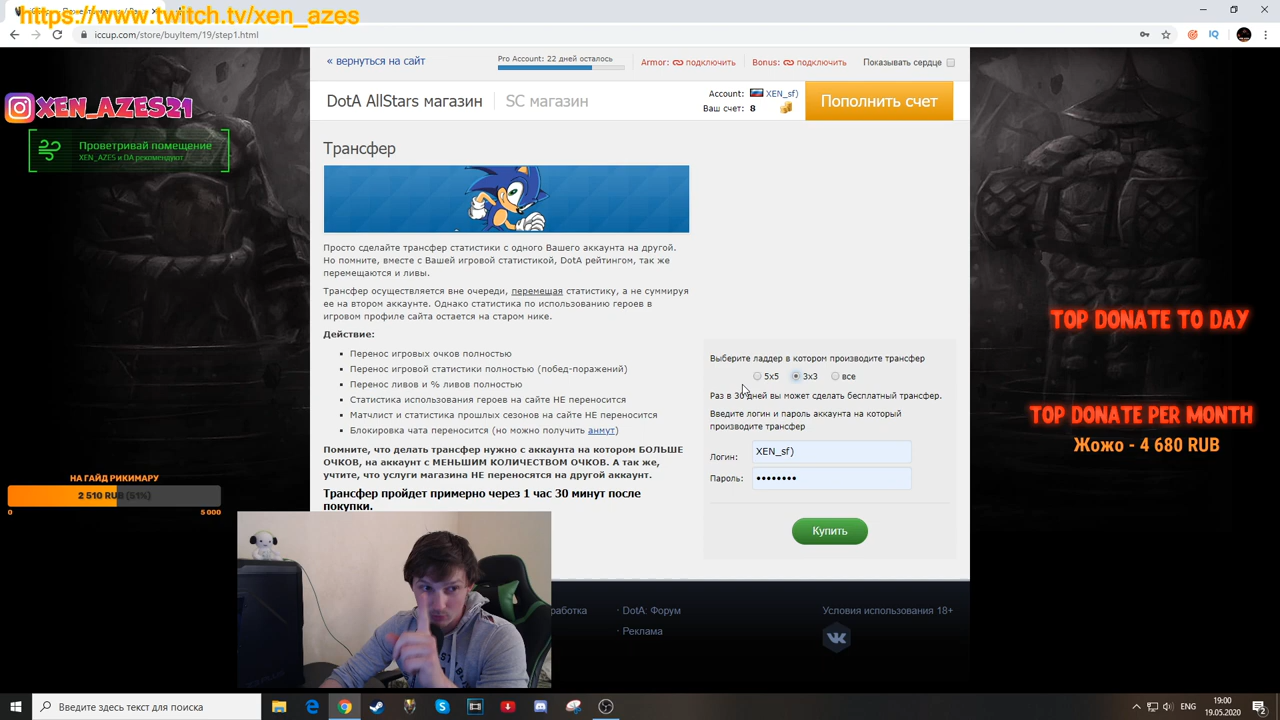 https://www.twitch.tv/xen_azes
iccup.com/store/buyItem/19/step1.html
IQ
« вернуться на сайт
Pro Account: 22 дней осталось
Armor: подключить
Bonus: подключить
Показывать сердце
DotA AllStars магазин
SC магазин
Account: XEN_sf)
Ваш счет: 8
Пополнить счет
XEN_AZES21
Проветривай помещение
XEN_AZES и DA рекомендуют
Трансфер
Просто сделайте трансфер статистики с одного Вашего аккаунта на другой.
Но помните, вместе с Вашей игровой статистикой, DotA рейтингом, так же
перемещаются и ливы.
Трансфер осуществляется вне очереди, перемещая статистику, а не суммируя
ее на втором аккаунте. Однако статистика по использованию героев в
игровом профиле сайта остается на старом нике.
Действие:
Перенос игровых очков полностью
Перенос игровой статистики полностью (побед-поражений)
Перенос ливов и % ливов полностью
Статистика использования героев на сайте НЕ переносится
Матчлист и статистика прошлых сезонов на сайте НЕ переносится
Блокировка чата переносится (но можно получить анмут)
Помните, что делать трансфер нужно с аккаунта на котором БОЛЬШЕ
ОЧКОВ, на аккаунт с МЕНЬШИМ КОЛИЧЕСТВОМ ОЧКОВ. А так же,
учтите, что услуги магазина НЕ переносятся на другой аккаунт.
Трансфер пройдет примерно через 1 час 30 минут после
покупки.
Выберите ладдер в котором производите трансфер
5x5 3x3 все
Раз в 30 дней вы может сделать бесплатный трансфер.
Введите логин и пароль аккаунта на который
производите трансфер
Логин: XEN_sf)
Пароль: ••••••••
Купить
TOP DONATE TO DAY
TOP DONATE PER MONTH
Жожо - 4 680 RUB
НА ГАЙД РИКИМАРУ
2 510 RUB (51%)
0 5 000
работка
· DotA: Форум
· Реклама
Условия использования 18+
Введите здесь текст для поиска
ENG
19:00
19.05.2020
2